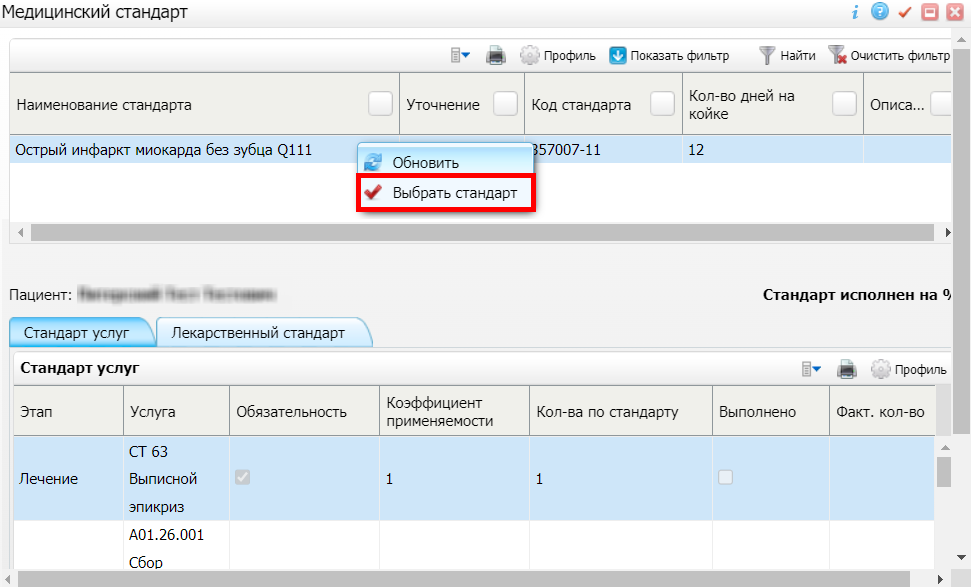 Медицинский стандарт
Профиль Показать фильтр Найти Очистить фильтр
Наименование стандарта Уточнение Код стандарта Кол-во дней на койке Описа...
Острый инфаркт миокарда без зубца Q111 357007-11 12
Обновить
Выбрать стандарт
Пациент:
Стандарт исполнен на %
Стандарт услуг Лекарственный стандарт
Стандарт услуг
Профиль
Этап Услуга Обязательность Коэффициент применяемости Кол-ва по стандарту Выполнено Факт. кол-во
Лечение СТ 63 Выписной эпикриз 1 1
A01.26.001 Сбор